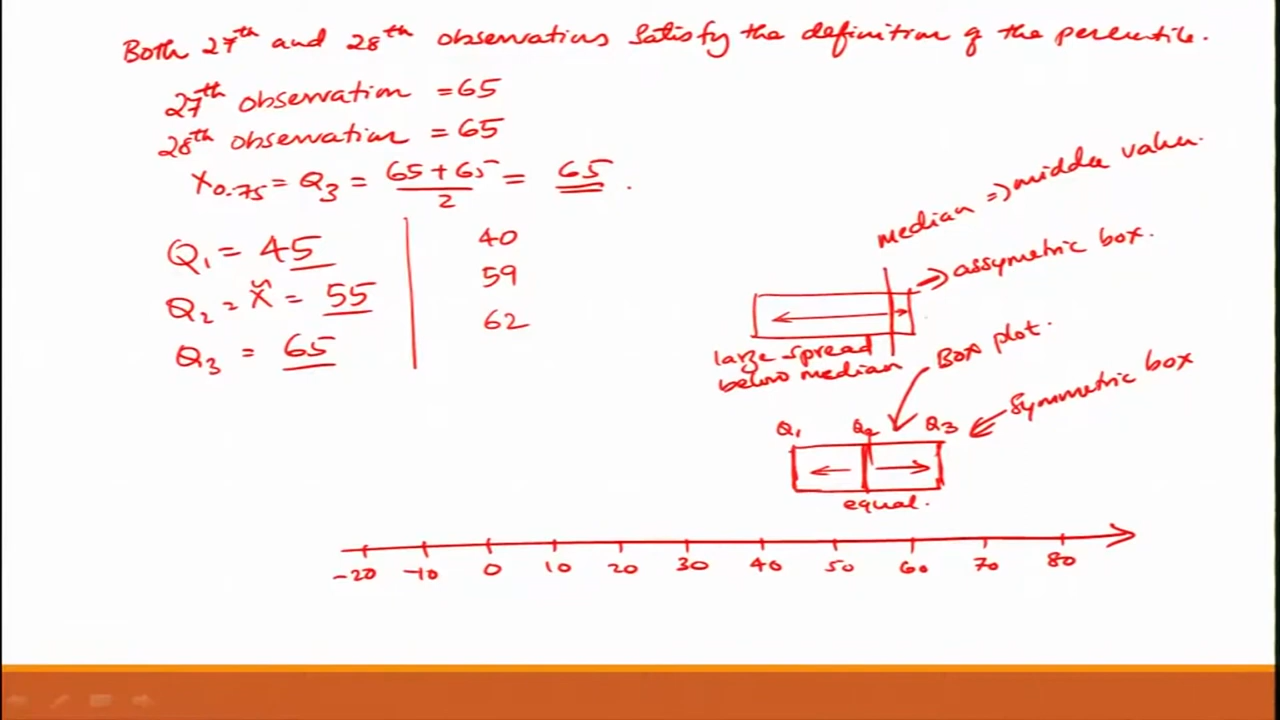 Both 27th and 28th observations satisfy the definition of the percentile.
27th observation = 65
28th observation = 65
X0.75 = Q3 = 65 + 65 / 2 = 65.
Q1 = 45
Q2 = x̃ = 55
Q3 = 65
40
59
62
median => middle value.
assymetric box.
large spread
below median
Box plot.
Symmetric box
Q1 Q2 Q3
equal.
-20 -10 0 10 20 30 40 50 60 70 80